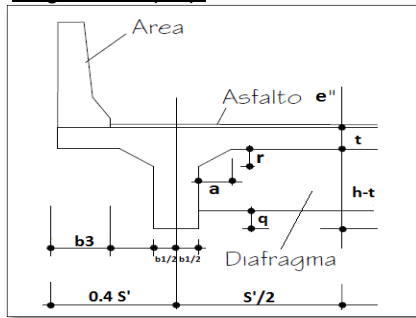 Area
Asfalto
e"
t
r
a
h-t
q
b3
b1/2 b1/2
Diafragma
0.4 S'
S'/2